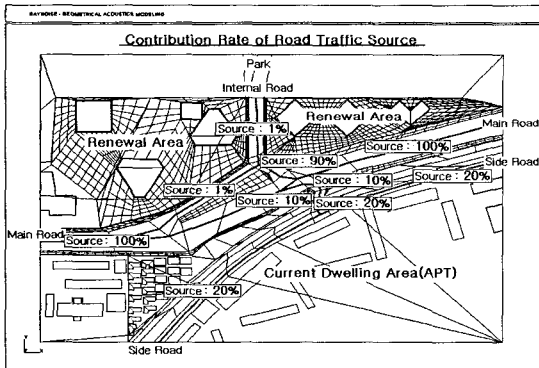 RAYNOISE - GEOMETRICAL ACOUSTICS MODELING
Contribution Rate of Road Traffic Source
Park
Internal Road
Renewal Area
Source : 1%
Main Road
Renewal Area
Source : 100%
Source : 90%
Side Road
Source : 10%
Source : 20%
Source : 1%
Source : 10%
Source : 20%
Main Road
Source : 100%
Current Dwelling Area(APT)
Source : 20%
Side Road